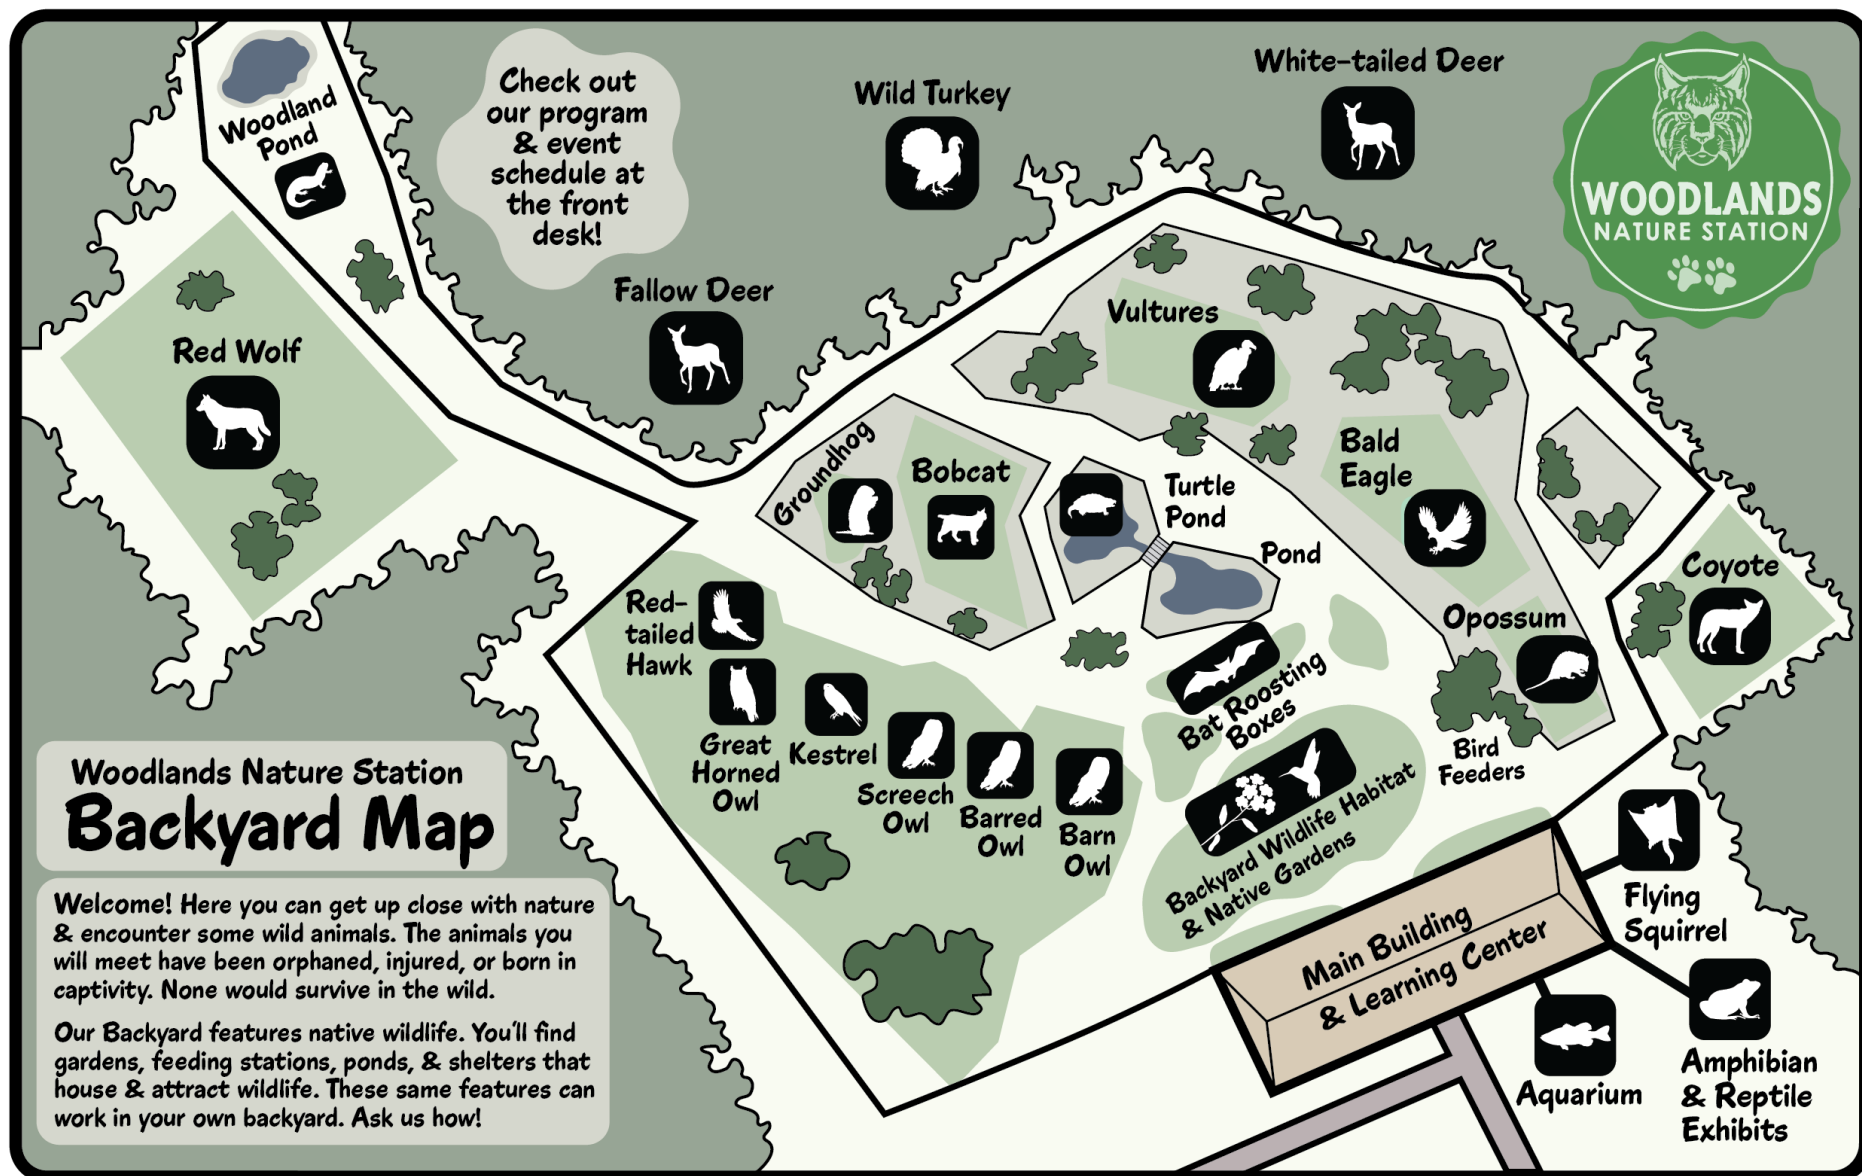 Woodland
Pond
Check out
our program
& event
schedule at
the front
desk!
Wild Turkey
White-tailed Deer
WOODLANDS
NATURE STATION
Fallow Deer
Red Wolf
Vultures
Groundhog
Bobcat
Turtle
Pond
Pond
Bald
Eagle
Coyote
Opossum
Red-
tailed
Hawk
Great
Horned
Owl
Kestrel
Screech
Owl
Barred
Owl
Barn
Owl
Bat Roosting
Boxes
Bird
Feeders
Backyard Wildlife Habitat
& Native Gardens
Woodlands Nature Station
Backyard Map
Welcome! Here you can get up close with nature
& encounter some wild animals. The animals you
will meet have been orphaned, injured, or born in
captivity. None would survive in the wild.
Our Backyard features native wildlife. You'll find
gardens, feeding stations, ponds, & shelters that
house & attract wildlife. These same features can
work in your own backyard. Ask us how!
Main Building
& Learning Center
Flying
Squirrel
Aquarium
Amphibian
& Reptile
Exhibits